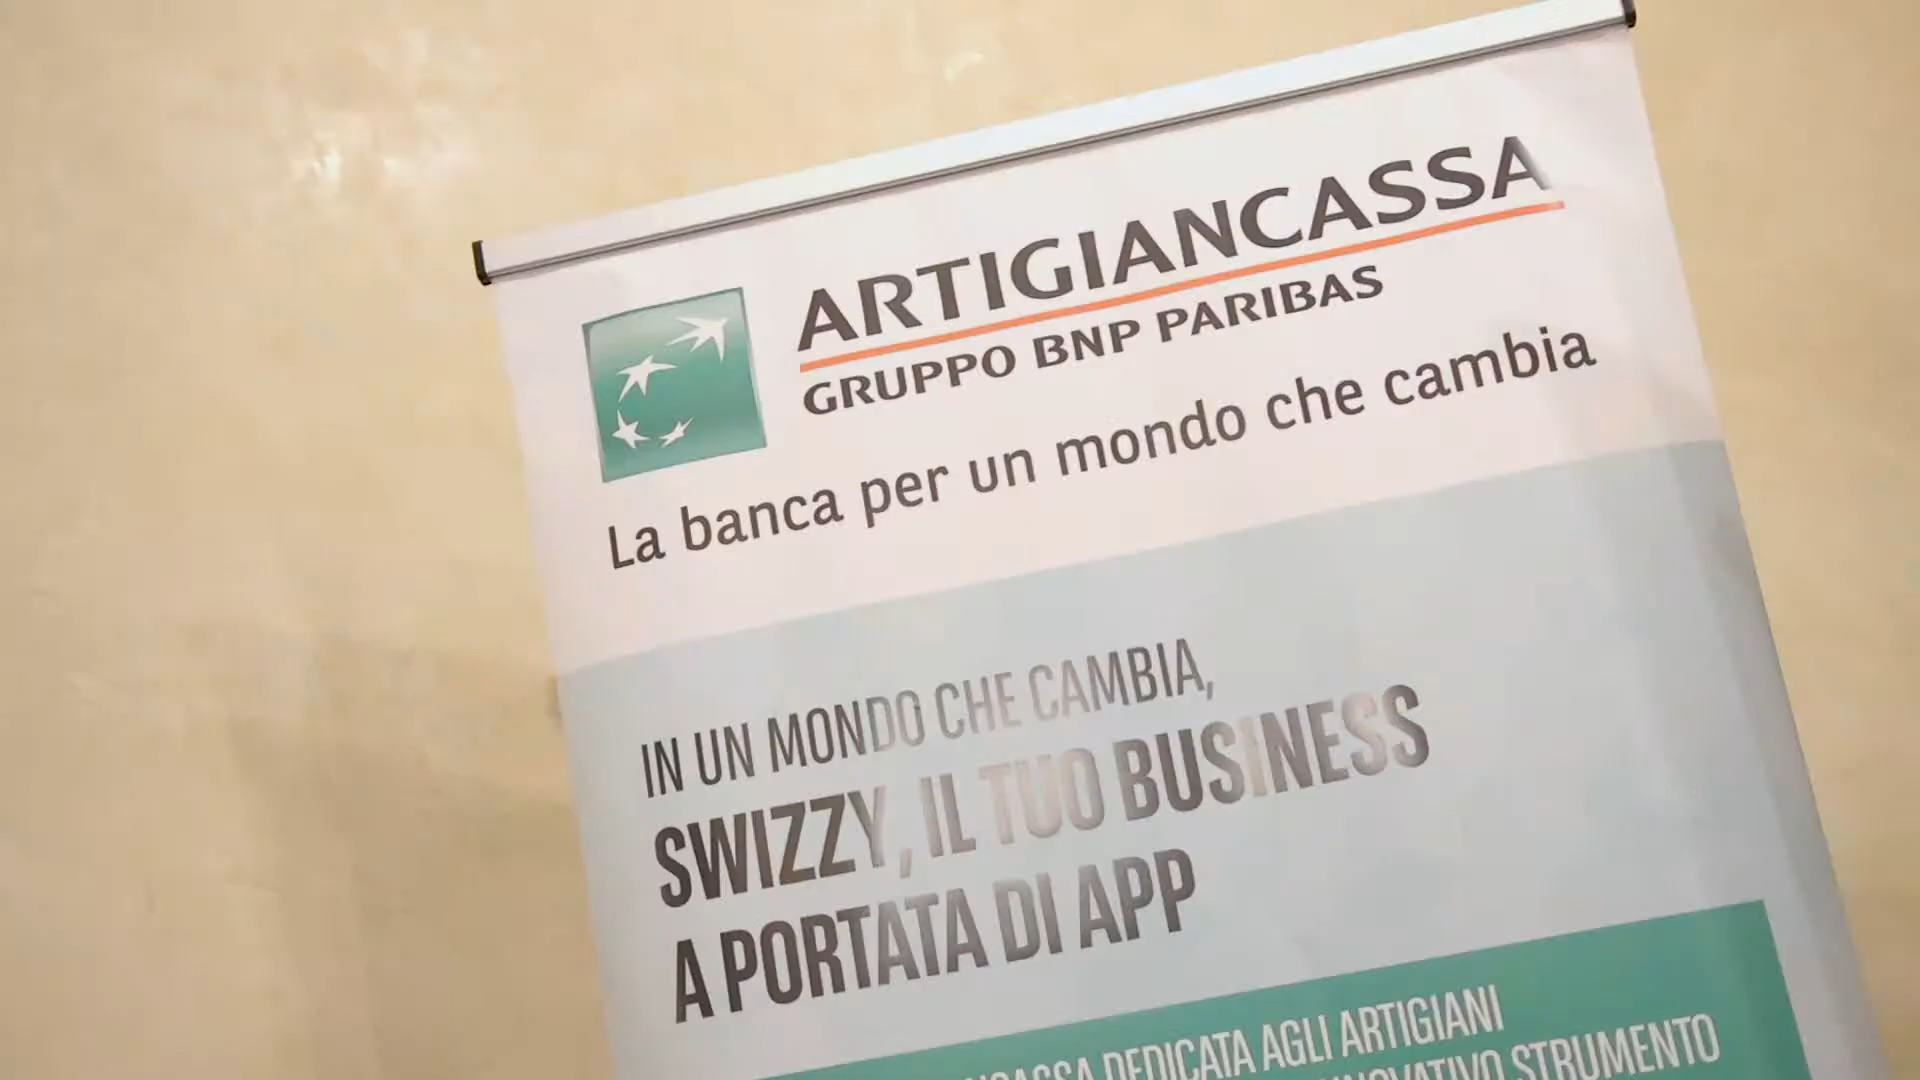 ARTIGIANCASSA
GRUPPO BNP PARIBAS
La banca per un mondo che cambia
IN UN MONDO CHE CAMBIA,
SWIZZY, IL TUO BUSINESS
A PORTATA DI APP
DEDICATA AGLI ARTIGIANI
STRUMENTO